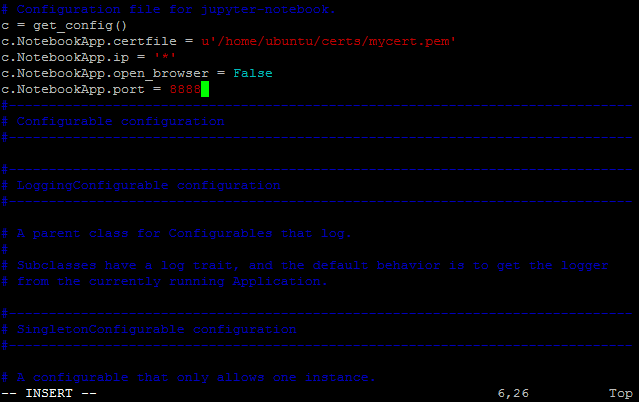 # Configuration file for jupyter-notebook.
c = get_config()
c.NotebookApp.certfile = u'/home/ubuntu/certs/mycert.pem'
c.NotebookApp.ip = '*'
c.NotebookApp.open_browser = False
c.NotebookApp.port = 8888
#------------------------------------------------------------------------------
# Configurable configuration
#------------------------------------------------------------------------------
#------------------------------------------------------------------------------
# LoggingConfigurable configuration
#------------------------------------------------------------------------------
# A parent class for Configurables that log.
#
# Subclasses have a log trait, and the default behavior is to get the logger
# from the currently running Application.
#------------------------------------------------------------------------------
# SingletonConfigurable configuration
#------------------------------------------------------------------------------
# A configurable that only allows one instance.
-- INSERT -- 6,26 Top